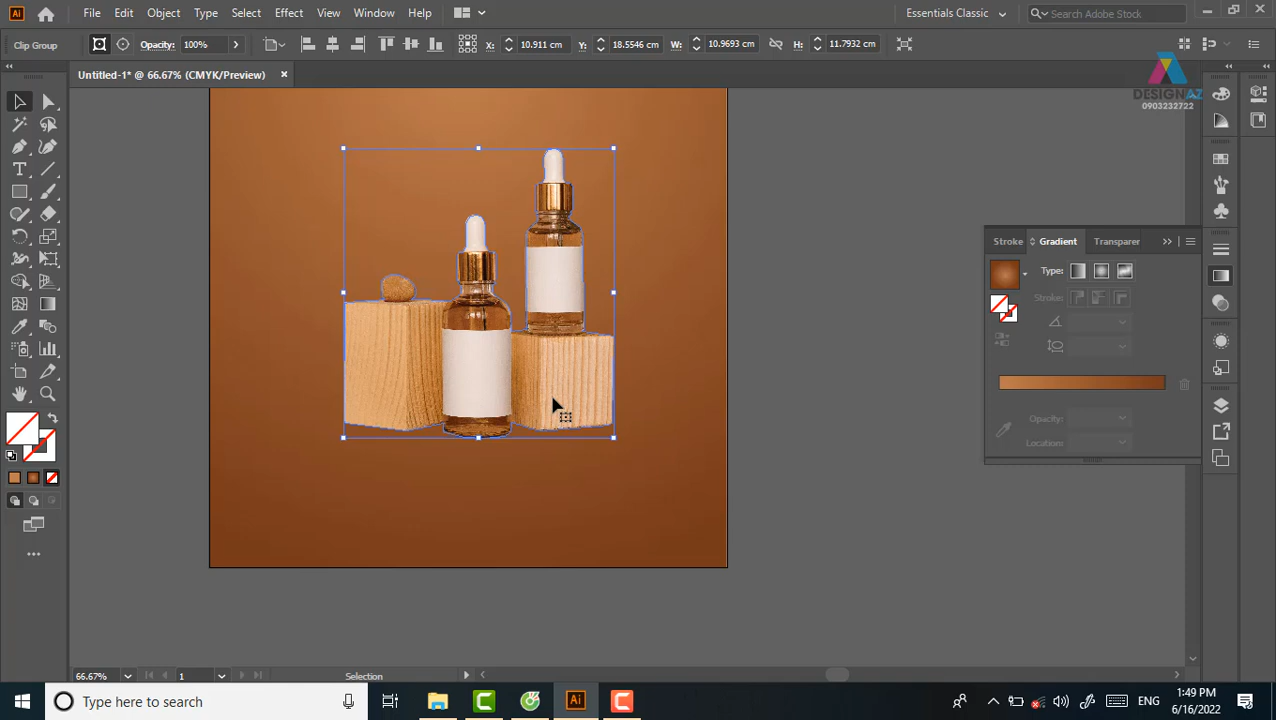 Ai File Edit Object Type Select Effect View Window Help Essentials Classic Search Adobe Stock
Clip Group Opacity: 100% X: 10.911 cm Y: 18.5546 cm W: 10.9693 cm H: 11.7932 cm
Untitled-1* @ 66.67% (CMYK/Preview)
DESIGNAZ
0903232722
Stroke Gradient Transparer
Type:
Stroke:
Opacity:
Location:
66.67% 1 Selection
Type here to search Ai ENG 1:49 PM
6/16/2022